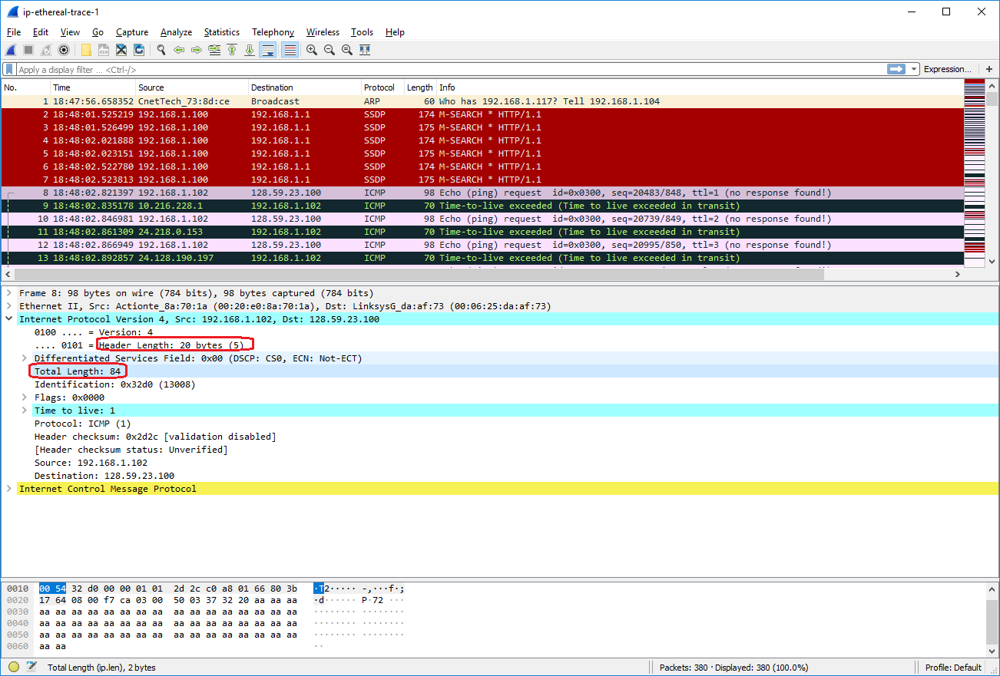 ip-ethereal-trace-1
File Edit View Go Capture Analyze Statistics Telephony Wireless Tools Help
Apply a display filter ... <Ctrl-/> Expression... +
No. Time Source Destination Protocol Length Info
1 18:47:56.658352 CnetTech_73:8d:ce Broadcast ARP 60 Who has 192.168.1.117? Tell 192.168.1.104
2 18:48:01.525219 192.168.1.100 192.168.1.1 SSDP 174 M-SEARCH * HTTP/1.1
3 18:48:01.526499 192.168.1.100 192.168.1.1 SSDP 175 M-SEARCH * HTTP/1.1
4 18:48:02.021888 192.168.1.100 192.168.1.1 SSDP 174 M-SEARCH * HTTP/1.1
5 18:48:02.023151 192.168.1.100 192.168.1.1 SSDP 175 M-SEARCH * HTTP/1.1
6 18:48:02.522780 192.168.1.100 192.168.1.1 SSDP 174 M-SEARCH * HTTP/1.1
7 18:48:02.523813 192.168.1.100 192.168.1.1 SSDP 175 M-SEARCH * HTTP/1.1
8 18:48:02.821397 192.168.1.102 128.59.23.100 ICMP 98 Echo (ping) request id=0x0300, seq=20483/848, ttl=1 (no response found!)
9 18:48:02.835178 10.216.228.1 192.168.1.102 ICMP 70 Time-to-live exceeded (Time to live exceeded in transit)
10 18:48:02.846981 192.168.1.102 128.59.23.100 ICMP 98 Echo (ping) request id=0x0300, seq=20739/849, ttl=2 (no response found!)
11 18:48:02.861309 24.218.0.153 192.168.1.102 ICMP 70 Time-to-live exceeded (Time to live exceeded in transit)
12 18:48:02.866949 192.168.1.102 128.59.23.100 ICMP 98 Echo (ping) request id=0x0300, seq=20995/850, ttl=3 (no response found!)
13 18:48:02.892857 24.128.190.197 192.168.1.102 ICMP 70 Time-to-live exceeded (Time to live exceeded in transit)
Frame 8: 98 bytes on wire (784 bits), 98 bytes captured (784 bits)
Ethernet II, Src: Actionte_8a:70:1a (00:20:e0:8a:70:1a), Dst: LinksysG_da:af:73 (00:06:25:da:af:73)
Internet Protocol Version 4, Src: 192.168.1.102, Dst: 128.59.23.100
0100 .... = Version: 4
.... 0101 = Header Length: 20 bytes (5)
Differentiated Services Field: 0x00 (DSCP: CS0, ECN: Not-ECT)
Total Length: 84
Identification: 0x32d0 (13008)
Flags: 0x0000
Time to live: 1
Protocol: ICMP (1)
Header checksum: 0x2d2c [validation disabled]
[Header checksum status: Unverified]
Source: 192.168.1.102
Destination: 128.59.23.100
Internet Control Message Protocol
0010 00 54 32 d0 00 00 01 01 2d 2c c0 a8 01 66 80 3b ·T2····· -,···f·;
0020 17 64 08 00 f7 ca 03 00 50 03 37 32 20 aa aa aa ·d······ P·72 ···
0030 aa aa aa aa aa aa aa aa aa aa aa aa aa aa aa aa ········ ········
0040 aa aa aa aa aa aa aa aa aa aa aa aa aa aa aa aa ········ ········
0050 aa aa aa aa aa aa aa aa aa aa aa aa aa aa aa aa ········ ········
0060 aa aa ··
Total Length (ip.len), 2 bytes Packets: 380 · Displayed: 380 (100.0%) Profile: Default